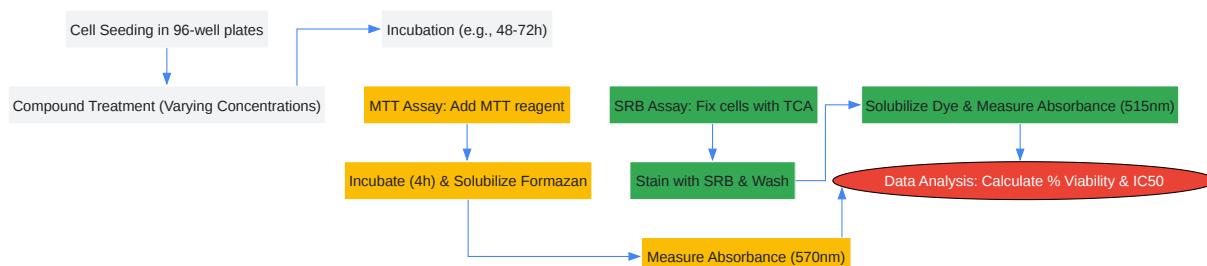 Cell Seeding in 96-well plates
Incubation (e.g., 48-72h)
Compound Treatment (Varying Concentrations)
MTT Assay: Add MTT reagent
SRB Assay: Fix cells with TCA
Solubilize Dye & Measure Absorbance (515nm)
Incubate (4h) & Solubilize Formazan
Stain with SRB & Wash
Data Analysis: Calculate % Viability & IC50
Measure Absorbance (570nm)